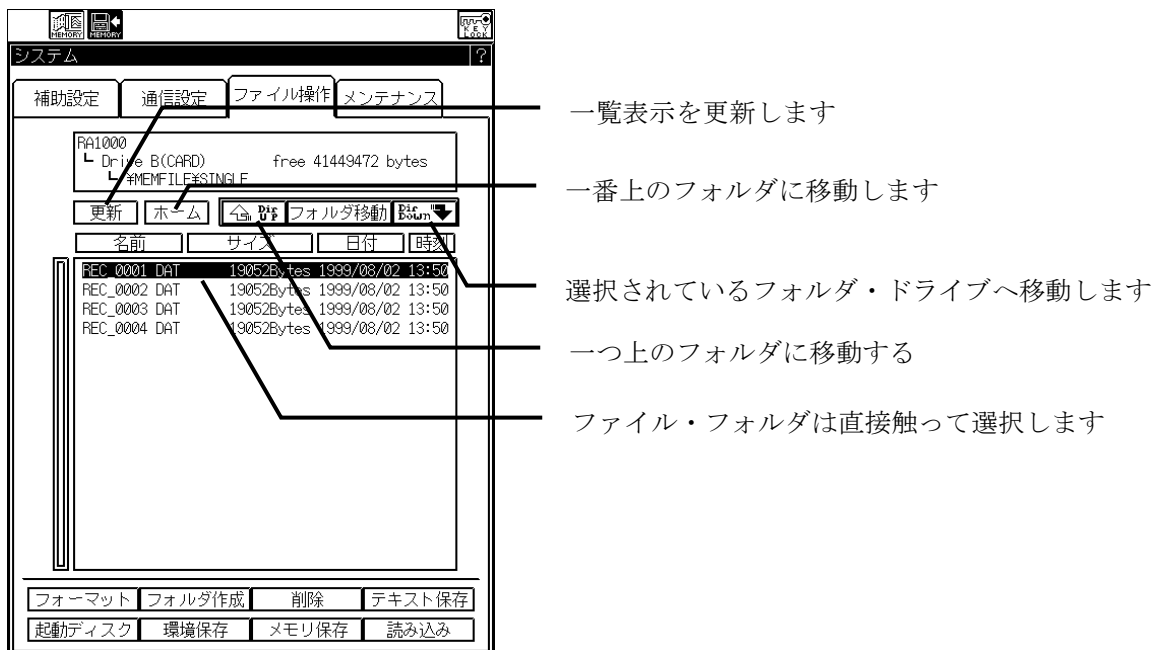 MEMORY MEMORY KEY LOCK
システム ?
補助設定 通信設定 ファイル操作 メンテナンス
一覧表示を更新します
RA1000
Drive B(CARD) free 41449472 bytes
¥MEMFILE¥SINGLE
一番上のフォルダに移動します
更新 ホーム Dir UP フォルダ移動 Dir Down
名前 サイズ 日付 時刻
REC_0001 DAT 19052Bytes 1999/08/02 13:50
REC_0002 DAT 19052Bytes 1999/08/02 13:50
選択されているフォルダ・ドライブへ移動します
REC_0003 DAT 19052Bytes 1999/08/02 13:50
REC_0004 DAT 19052Bytes 1999/08/02 13:50
一つ上のフォルダに移動する
ファイル・フォルダは直接触って選択します
フォーマット フォルダ作成 削除 テキスト保存
起動ディスク 環境保存 メモリ保存 読み込み